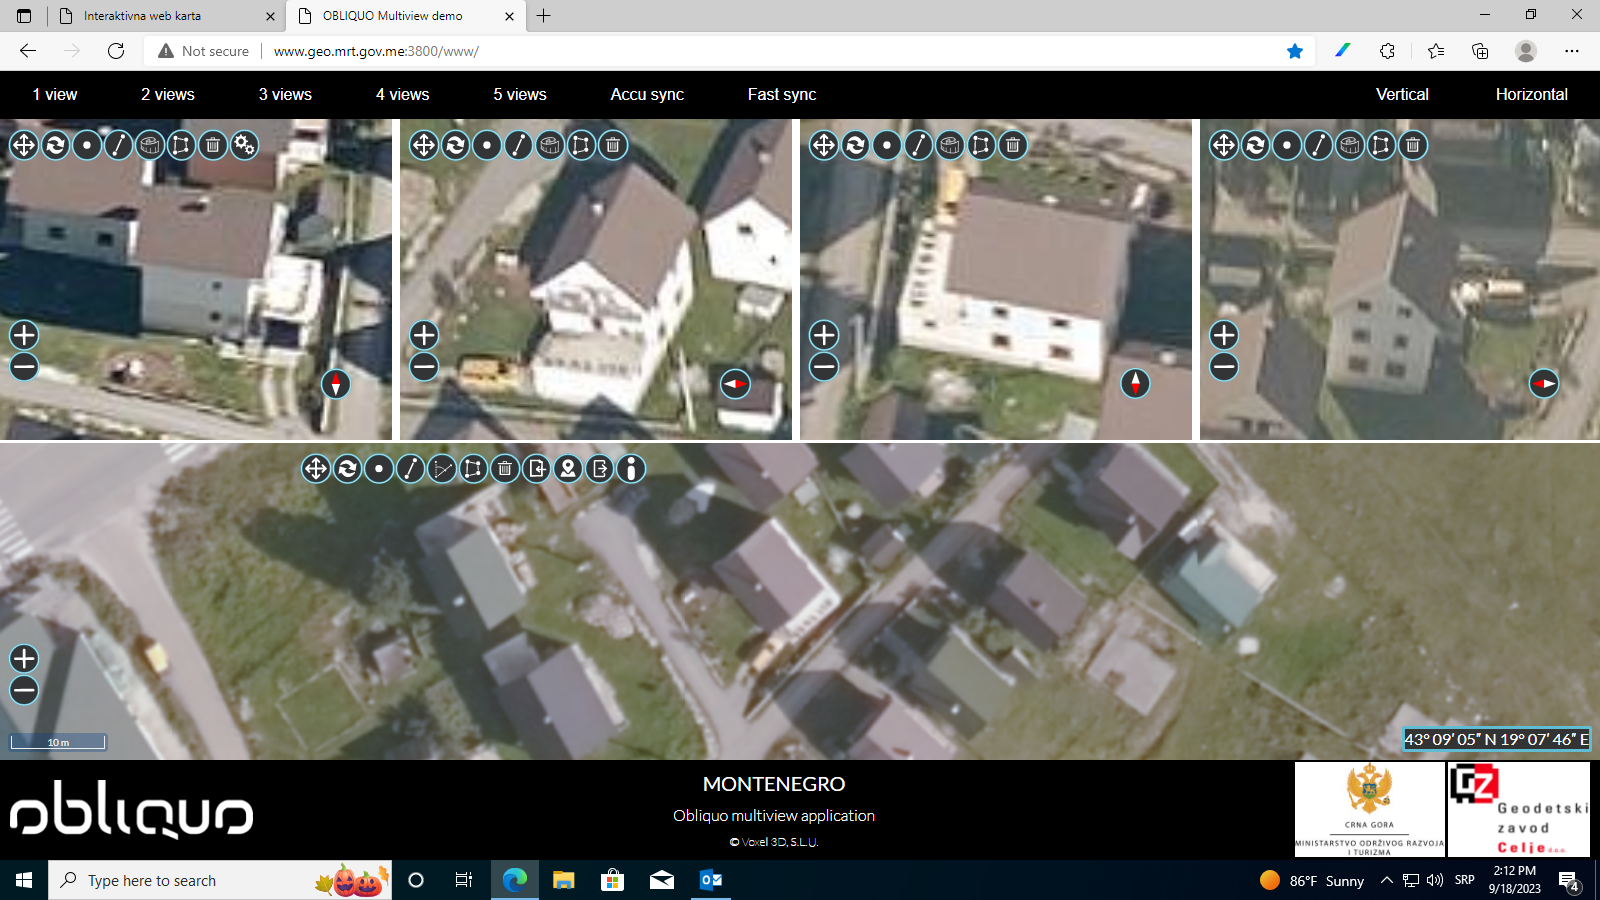 Interaktivna web karta
OBLIQUO Multiview demo
Not secure
www.geo.mrt.gov.me:3800/www/
1 view
2 views
3 views
4 views
5 views
Accu sync
Fast sync
Vertical
Horizontal
10 m
43° 09′ 05″ N 19° 07′ 46″ E
obliquo
MONTENEGRO
Obliquo multiview application
© Voxel 3D, S.L.U.
CRNA GORA
MINISTARSTVO ODRŽIVOG RAZVOJA
I TURIZMA
GZ
Geodetski
zavod
Celje d.o.o.
Type here to search
86°F Sunny
SRP
2:12 PM
9/18/2023
4